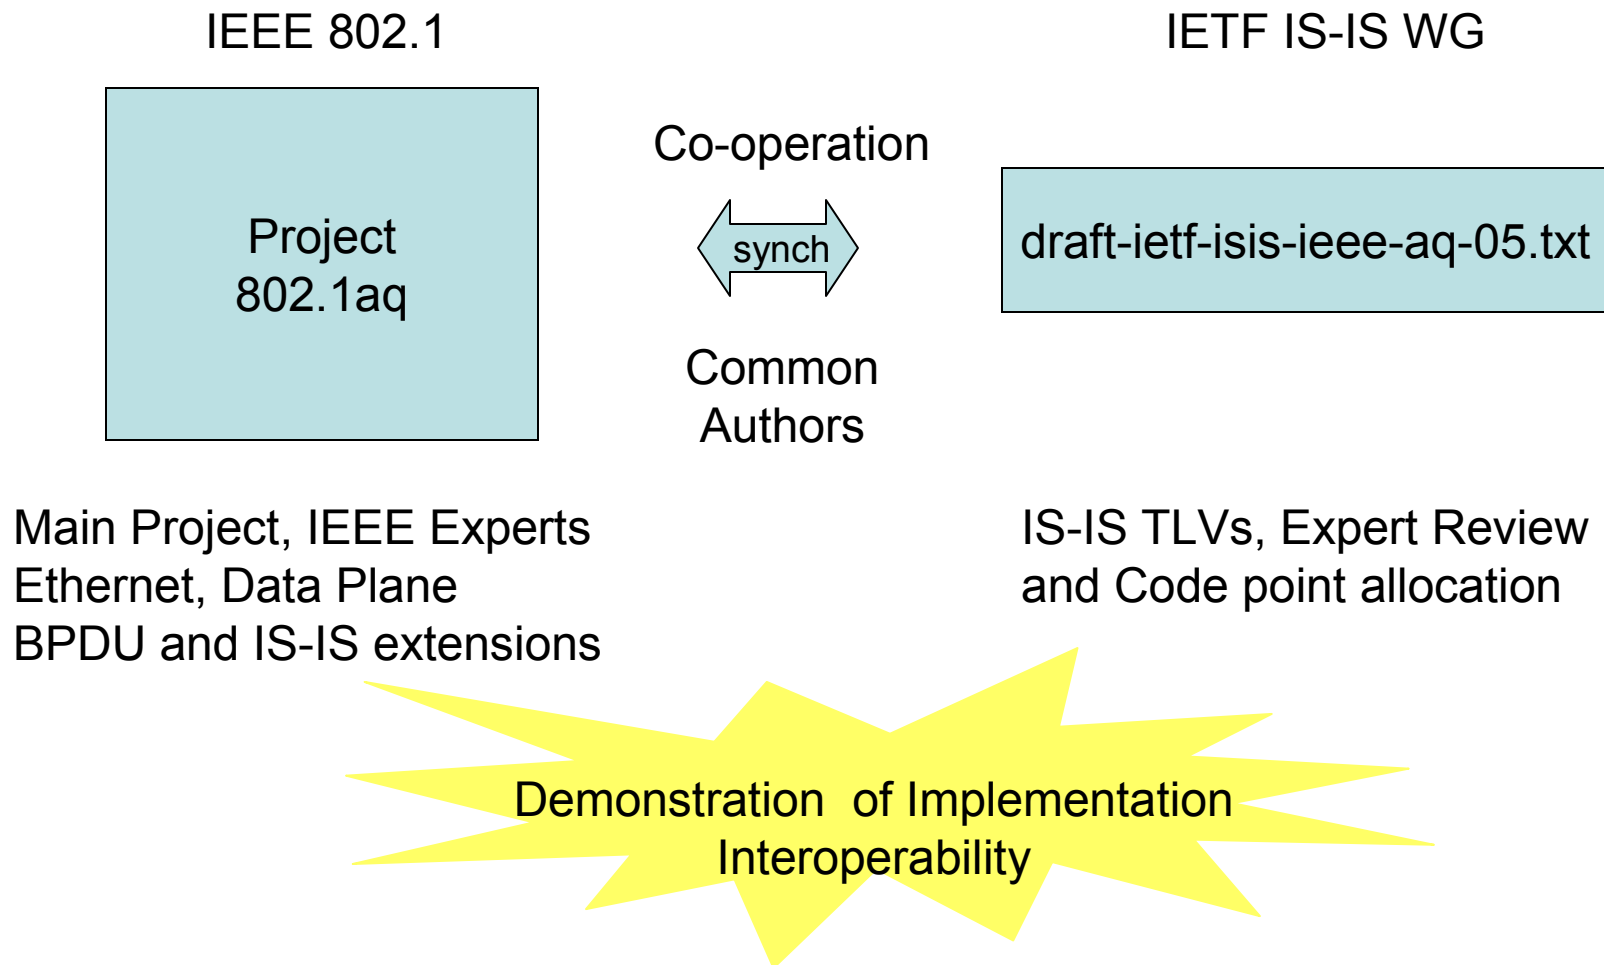 IEEE 802.1
IETF IS-IS WG
Project
802.1aq
Co-operation
synch
Common
Authors
draft-ietf-isis-ieee-aq-05.txt
Main Project, IEEE Experts
Ethernet, Data Plane
BPDU and IS-IS extensions
IS-IS TLVs, Expert Review
and Code point allocation
Demonstration of Implementation
Interoperability